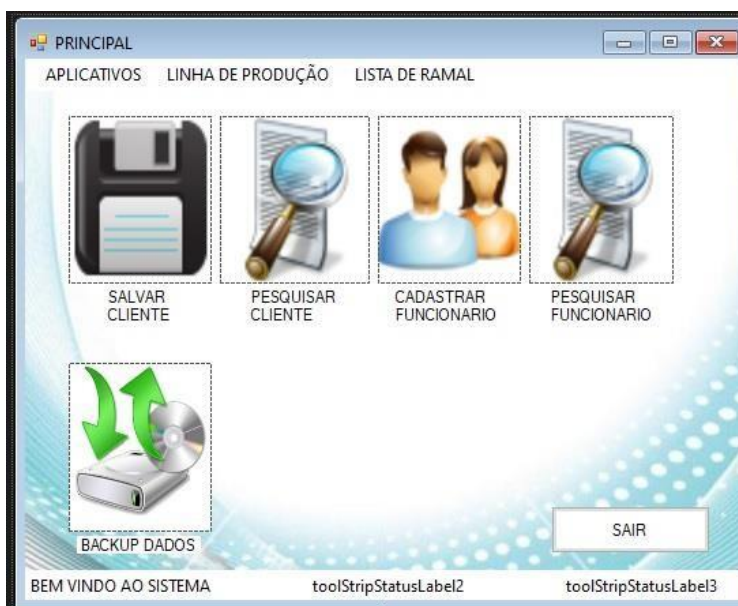 PRINCIPAL
APLICATIVOS LINHA DE PRODUÇÃO LISTA DE RAMAL
SALVAR CLIENTE
PESQUISAR CLIENTE
CADASTRAR FUNCIONARIO
PESQUISAR FUNCIONARIO
BACKUP DADOS
SAIR
BEM VINDO AO SISTEMA toolStripStatusLabel2 toolStripStatusLabel3